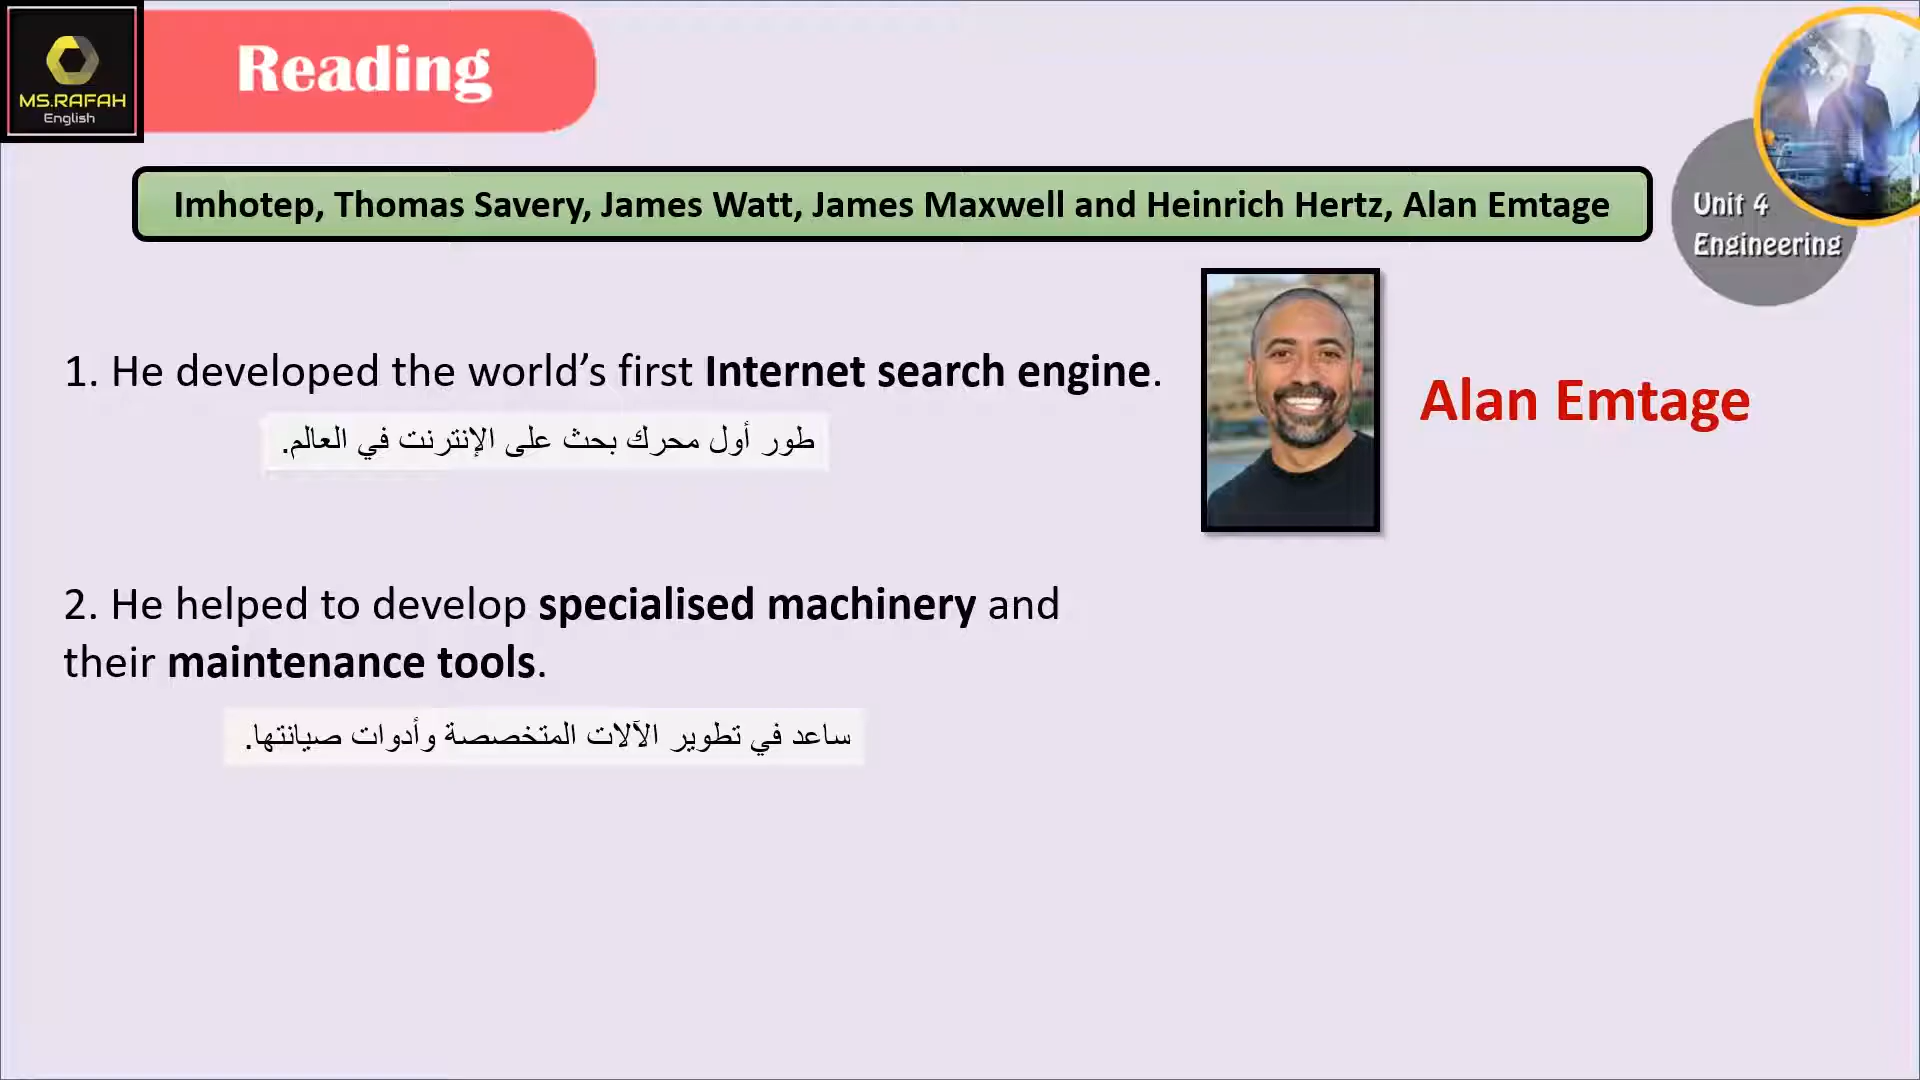 MS.RAFAH
English
Reading
Unit 4
Engineering
Imhotep, Thomas Savery, James Watt, James Maxwell and Heinrich Hertz, Alan Emtage
1. He developed the world’s first Internet search engine.
طور أول محرك بحث على الإنترنت في العالم.
Alan Emtage
2. He helped to develop specialised machinery and
their maintenance tools.
ساعد في تطوير الآلات المتخصصة وأدوات صيانتها.